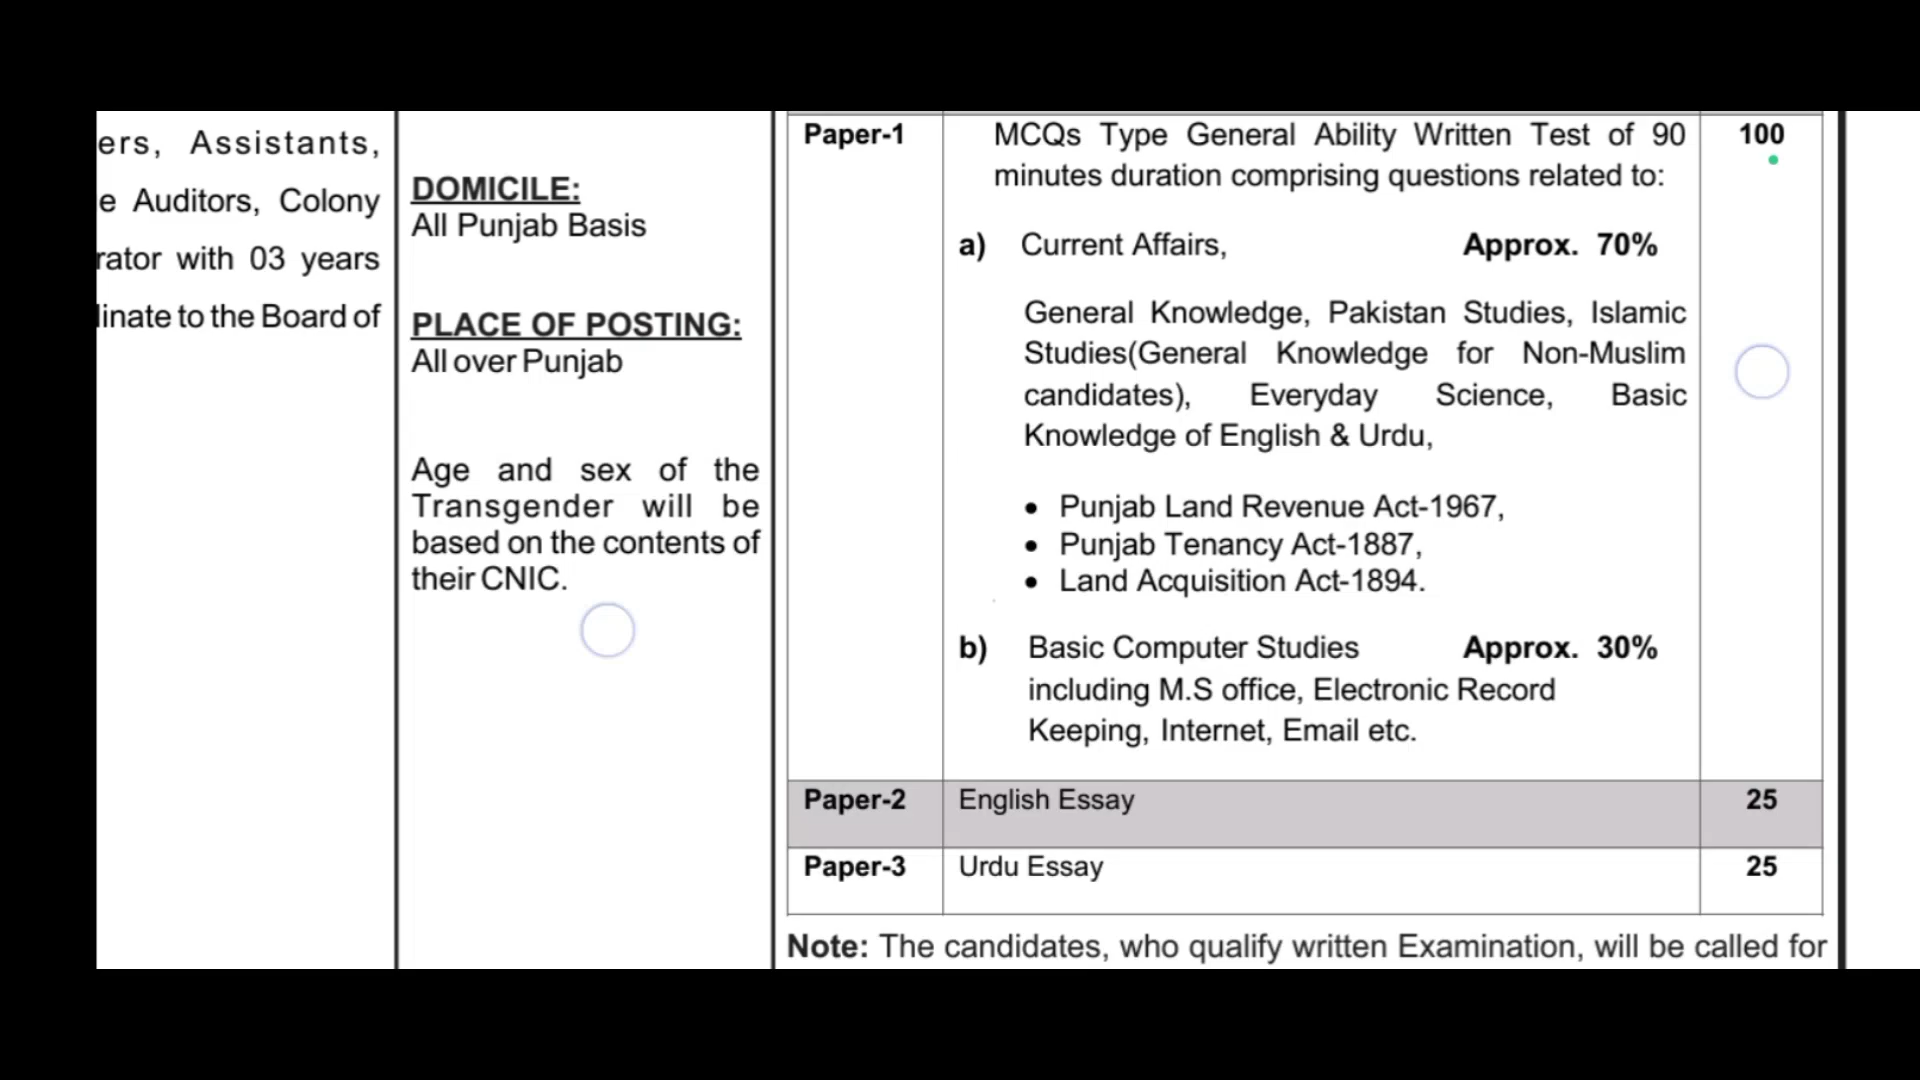 ers, Assistants,
e Auditors, Colony
rator with 03 years
linate to the Board of
DOMICILE:
All Punjab Basis
PLACE OF POSTING:
All over Punjab
Age and sex of the
Transgender will be
based on the contents of
their CNIC.
Paper-1
MCQs Type General Ability Written Test of 90
minutes duration comprising questions related to:
100
a) Current Affairs, Approx. 70%
General Knowledge, Pakistan Studies, Islamic
Studies(General Knowledge for Non-Muslim
candidates), Everyday Science, Basic
Knowledge of English & Urdu,
• Punjab Land Revenue Act-1967,
• Punjab Tenancy Act-1887,
• Land Acquisition Act-1894.
b) Basic Computer Studies Approx. 30%
including M.S office, Electronic Record
Keeping, Internet, Email etc.
Paper-2 English Essay 25
Paper-3 Urdu Essay 25
Note: The candidates, who qualify written Examination, will be called for